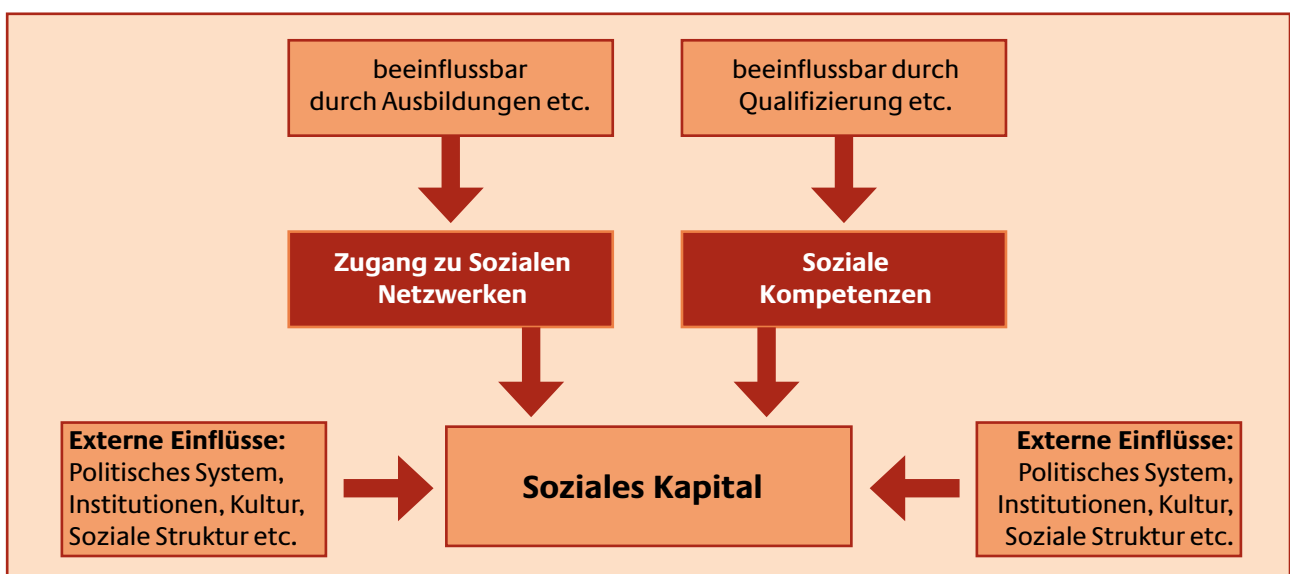 beeinflussbar
durch Ausbildungen etc.
beeinflussbar durch
Qualifizierung etc.
Zugang zu Sozialen
Netzwerken
Soziale
Kompetenzen
Externe Einflüsse:
Politisches System,
Institutionen, Kultur,
Soziale Struktur etc.
Soziales Kapital
Externe Einflüsse:
Politisches System,
Institutionen, Kultur,
Soziale Struktur etc.